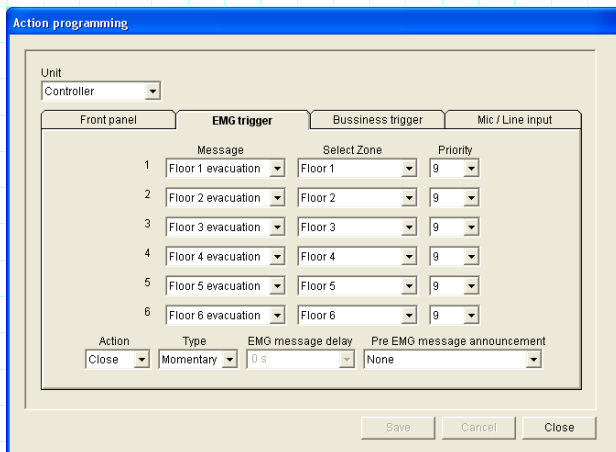 Action programming
Unit
Controller
Front panel EMG trigger Bussiness trigger Mic / Line input
Message Select Zone Priority
1 Floor 1 evacuation Floor 1 9
2 Floor 2 evacuation Floor 2 9
3 Floor 3 evacuation Floor 3 9
4 Floor 4 evacuation Floor 4 9
5 Floor 5 evacuation Floor 5 9
6 Floor 6 evacuation Floor 6 9
Action Type EMG message delay Pre EMG message announcement
Close Momentary 0 s None
Save Cancel Close